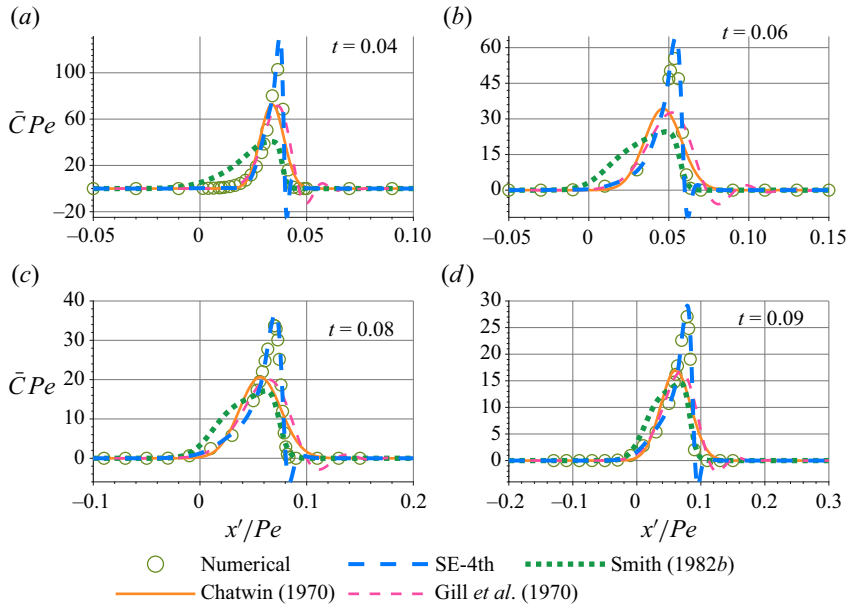 (a)
t = 0.04
C̄ Pe
100
60
20
–20
–0.05 0 0.05 0.10
(b)
t = 0.06
60
45
30
15
0
–0.05 0 0.05 0.10 0.15
(c)
t = 0.08
C̄ Pe
40
30
20
10
0
–0.1 0 0.1 0.2
x′/Pe
(d)
t = 0.09
30
25
20
15
10
5
0
–0.2 –0.1 0 0.1 0.2 0.3
x′/Pe
Numerical SE-4th Smith (1982b)
Chatwin (1970) Gill et al. (1970)